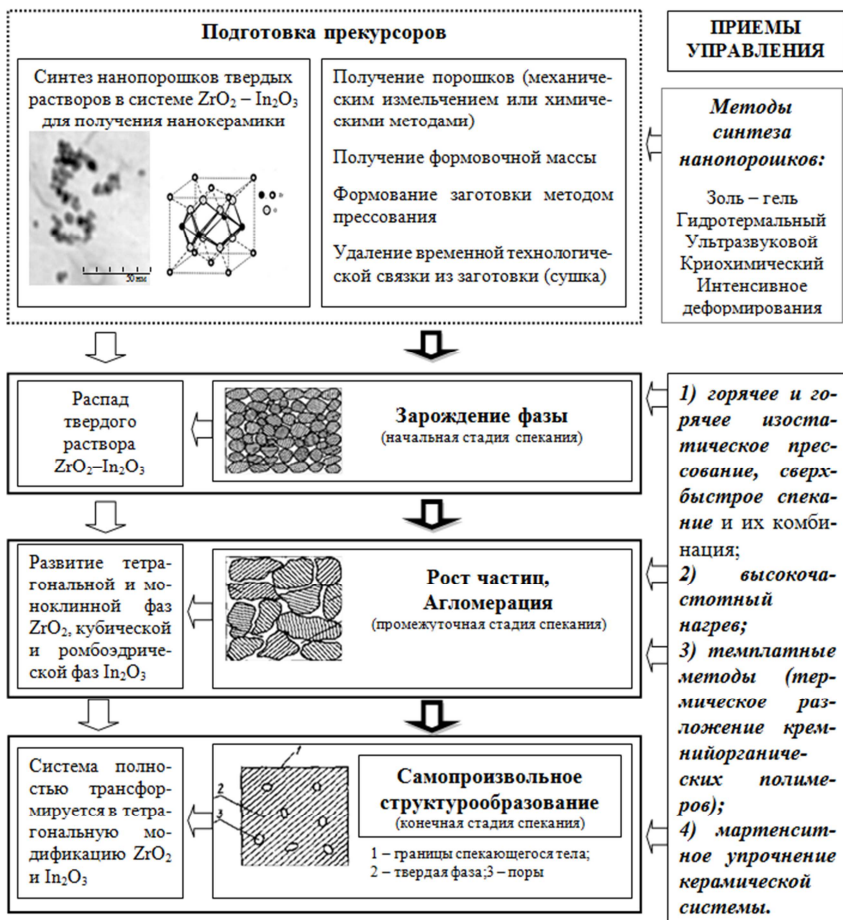 Подготовка прекурсоров
Синтез нанопорошков твердых
растворов в системе ZrO₂ – In₂O₃
для получения нанокерамики
50 нм
Получение порошков (механиче-
ским измельчением или химиче-
скими методами)
Получение формовочной массы
Формование заготовки методом
прессования
Удаление временной технологиче-
ской связки из заготовки (сушка)
ПРИЕМЫ
УПРАВЛЕНИЯ
Методы
синтеза
нанопорошков:
Золь – гель
Гидротермальный
Ультразвуковой
Криохимический
Интенсивное
деформирования
Распад
твердого
раствора
ZrO₂–In₂O₃
Зарождение фазы
(начальная стадия спекания)
Развитие тетра-
гональной и мо-
ноклинной фаз
ZrO₂, кубической
и ромбоэдриче-
ской фаз In₂O₃
Рост частиц,
Агломерация
(промежуточная стадия спекания)
Система полно-
стью трансфор-
мируется в тетра-
гональную мо-
дификацию ZrO₂
и In₂O₃
1
2
3
Самопроизвольное
структурообразование
(конечная стадия спекания)
1 – границы спекающегося тела;
2 – твердая фаза;3 – поры
1) горячее и го-
рячее изоста-
тическое прес-
сование, сверх-
быстрое спека-
ние и их комби-
нация;
2) высокоча-
стотный
нагрев;
3) темплатные
методы (тер-
мическое раз-
ложение крем-
нийорганиче-
ских полиме-
ров);
4) мартенсит-
ное упрочнение
керамической
системы.